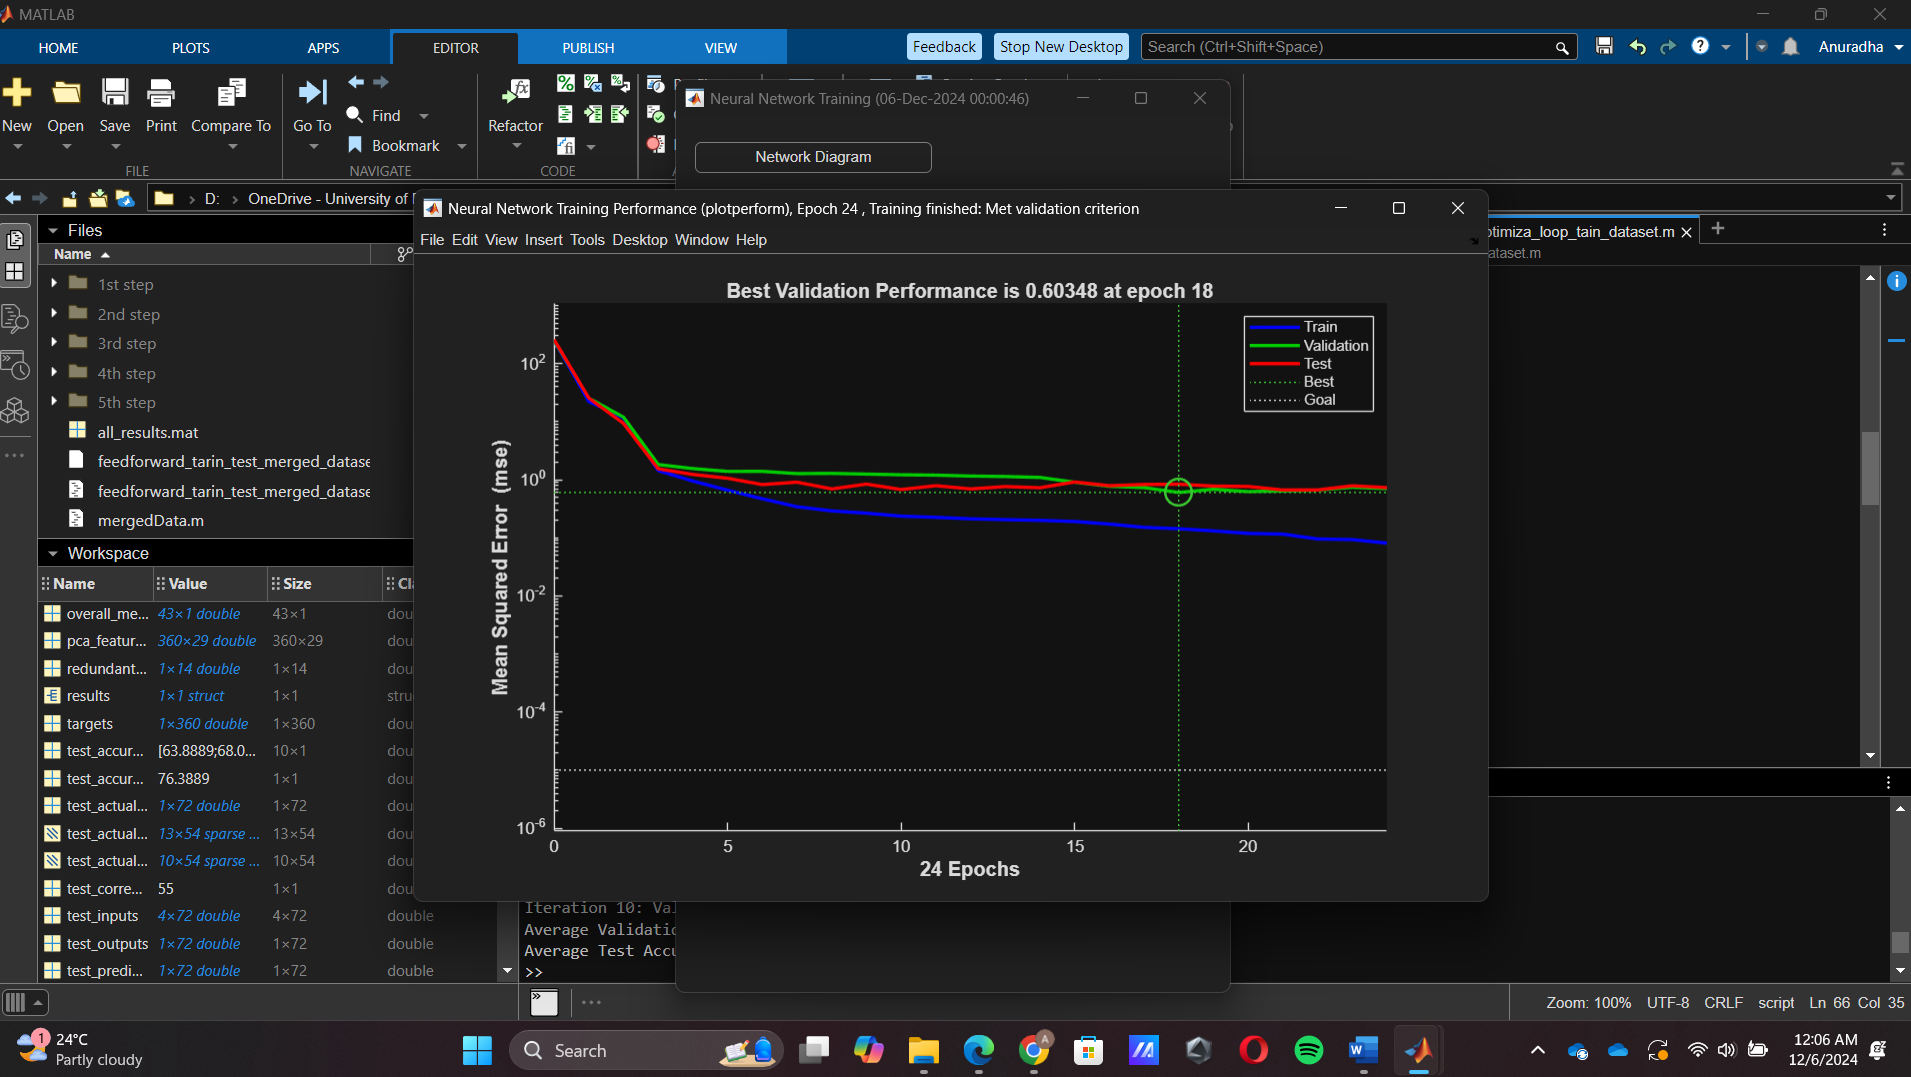 MATLAB
HOME PLOTS APPS EDITOR PUBLISH VIEW Feedback Stop New Desktop Search (Ctrl+Shift+Space) Anuradha
New Open Save Print Compare To Go To Find Bookmark Refactor
FILE NAVIGATE CODE
Neural Network Training (06-Dec-2024 00:00:46)
Network Diagram
D: › OneDrive - University of
Neural Network Training Performance (plotperform), Epoch 24 , Training finished: Met validation criterion
File Edit View Insert Tools Desktop Window Help
ptimiza_loop_tain_dataset.m
ataset.m
Files
Name
1st step
2nd step
3rd step
4th step
5th step
all_results.mat
feedforward_tarin_test_merged_datase
feedforward_tarin_test_merged_datase
mergedData.m
Workspace
Name Value Size Cl
overall_me... 43×1 double 43×1 dou
pca_featur... 360×29 double 360×29 dou
redundant... 1×14 double 1×14 dou
results 1×1 struct 1×1 stru
targets 1×360 double 1×360 dou
test_accur... [63.8889;68.0... 10×1 dou
test_accur... 76.3889 1×1 dou
test_actual... 1×72 double 1×72 dou
test_actual... 13×54 sparse ... 13×54 dou
test_actual... 10×54 sparse ... 10×54 dou
test_corre... 55 1×1 dou
test_inputs 4×72 double 4×72 double
test_outputs 1×72 double 1×72 double
test_predi... 1×72 double 1×72 double
Best Validation Performance is 0.60348 at epoch 18
Train
Validation
Test
Best
Goal
Mean Squared Error (mse)
10²
10⁰
10⁻²
10⁻⁴
10⁻⁶
0 5 10 15 20
24 Epochs
Iteration 10: Val
Average Validatio
Average Test Accu
>>
Zoom: 100% UTF-8 CRLF script Ln 66 Col 35
1
24°C
Partly cloudy
Search
A
12:06 AM
12/6/2024